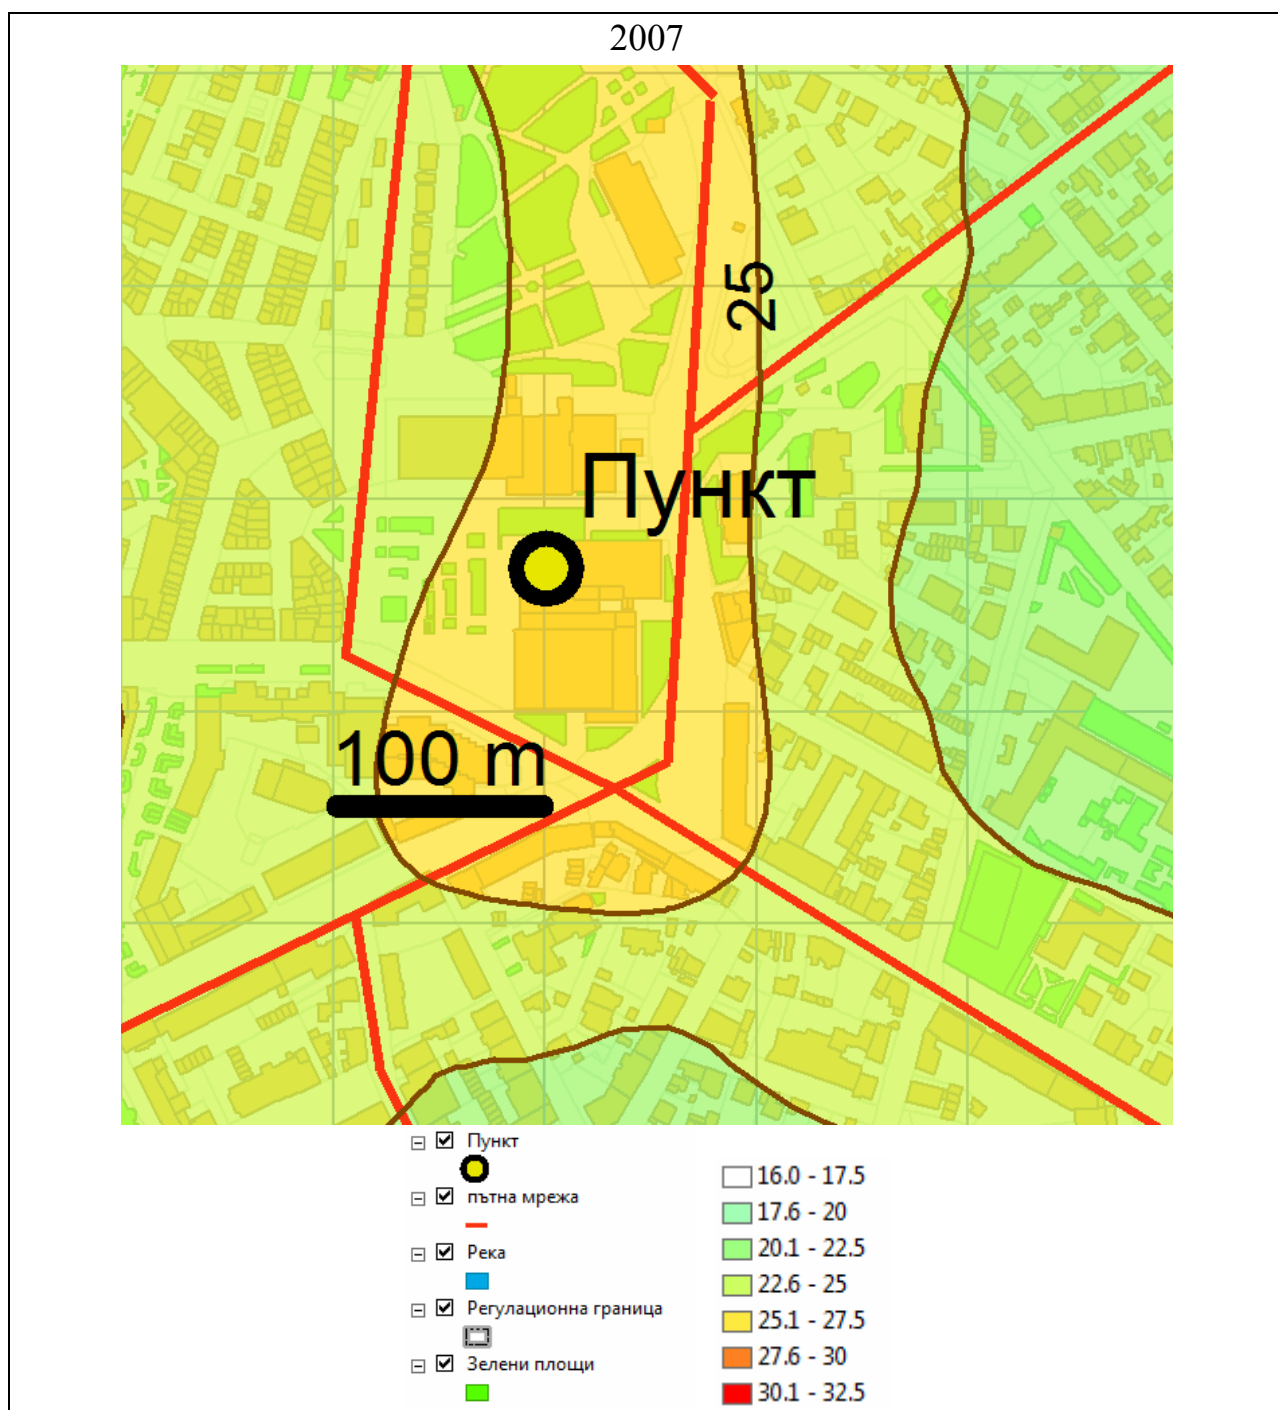 2007
25
Пункт
100 m
Пункт
пътна мрежа
Река
Регулационна граница
Зелени площи
16.0 - 17.5
17.6 - 20
20.1 - 22.5
22.6 - 25
25.1 - 27.5
27.6 - 30
30.1 - 32.5